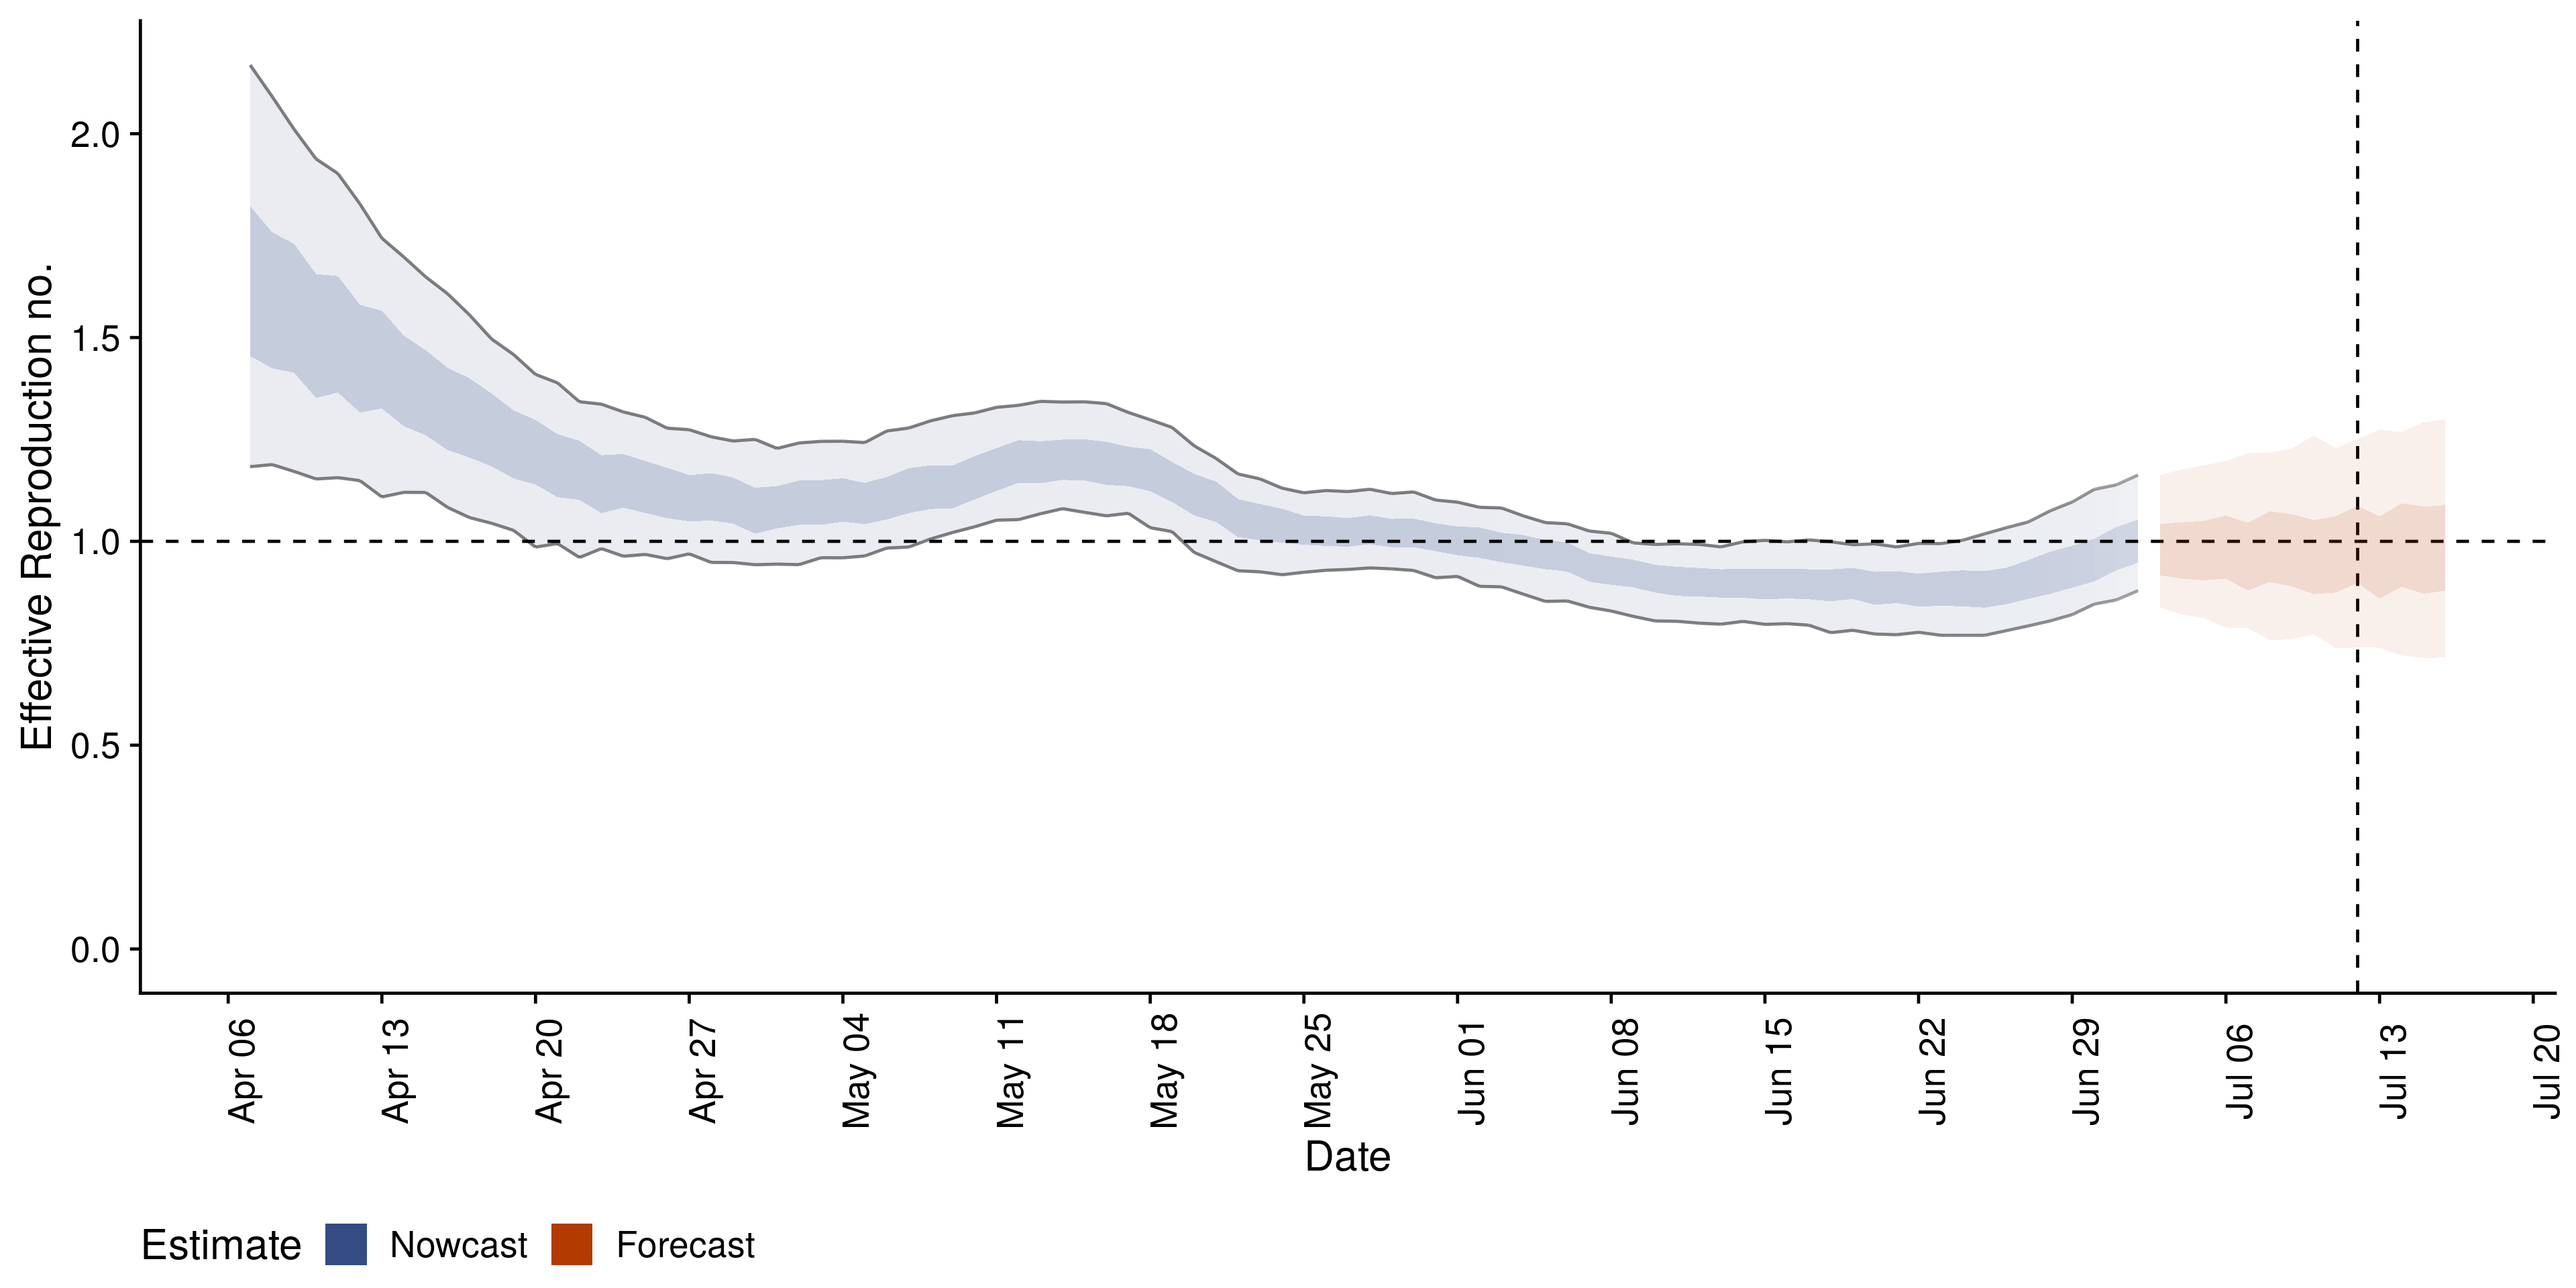 Effective Reproduction no.
2.0
1.5
1.0
0.5
0.0
Apr 06
Apr 13
Apr 20
Apr 27
May 04
May 11
May 18
May 25
Jun 01
Jun 08
Jun 15
Jun 22
Jun 29
Jul 06
Jul 13
Jul 20
Date
Estimate Nowcast Forecast